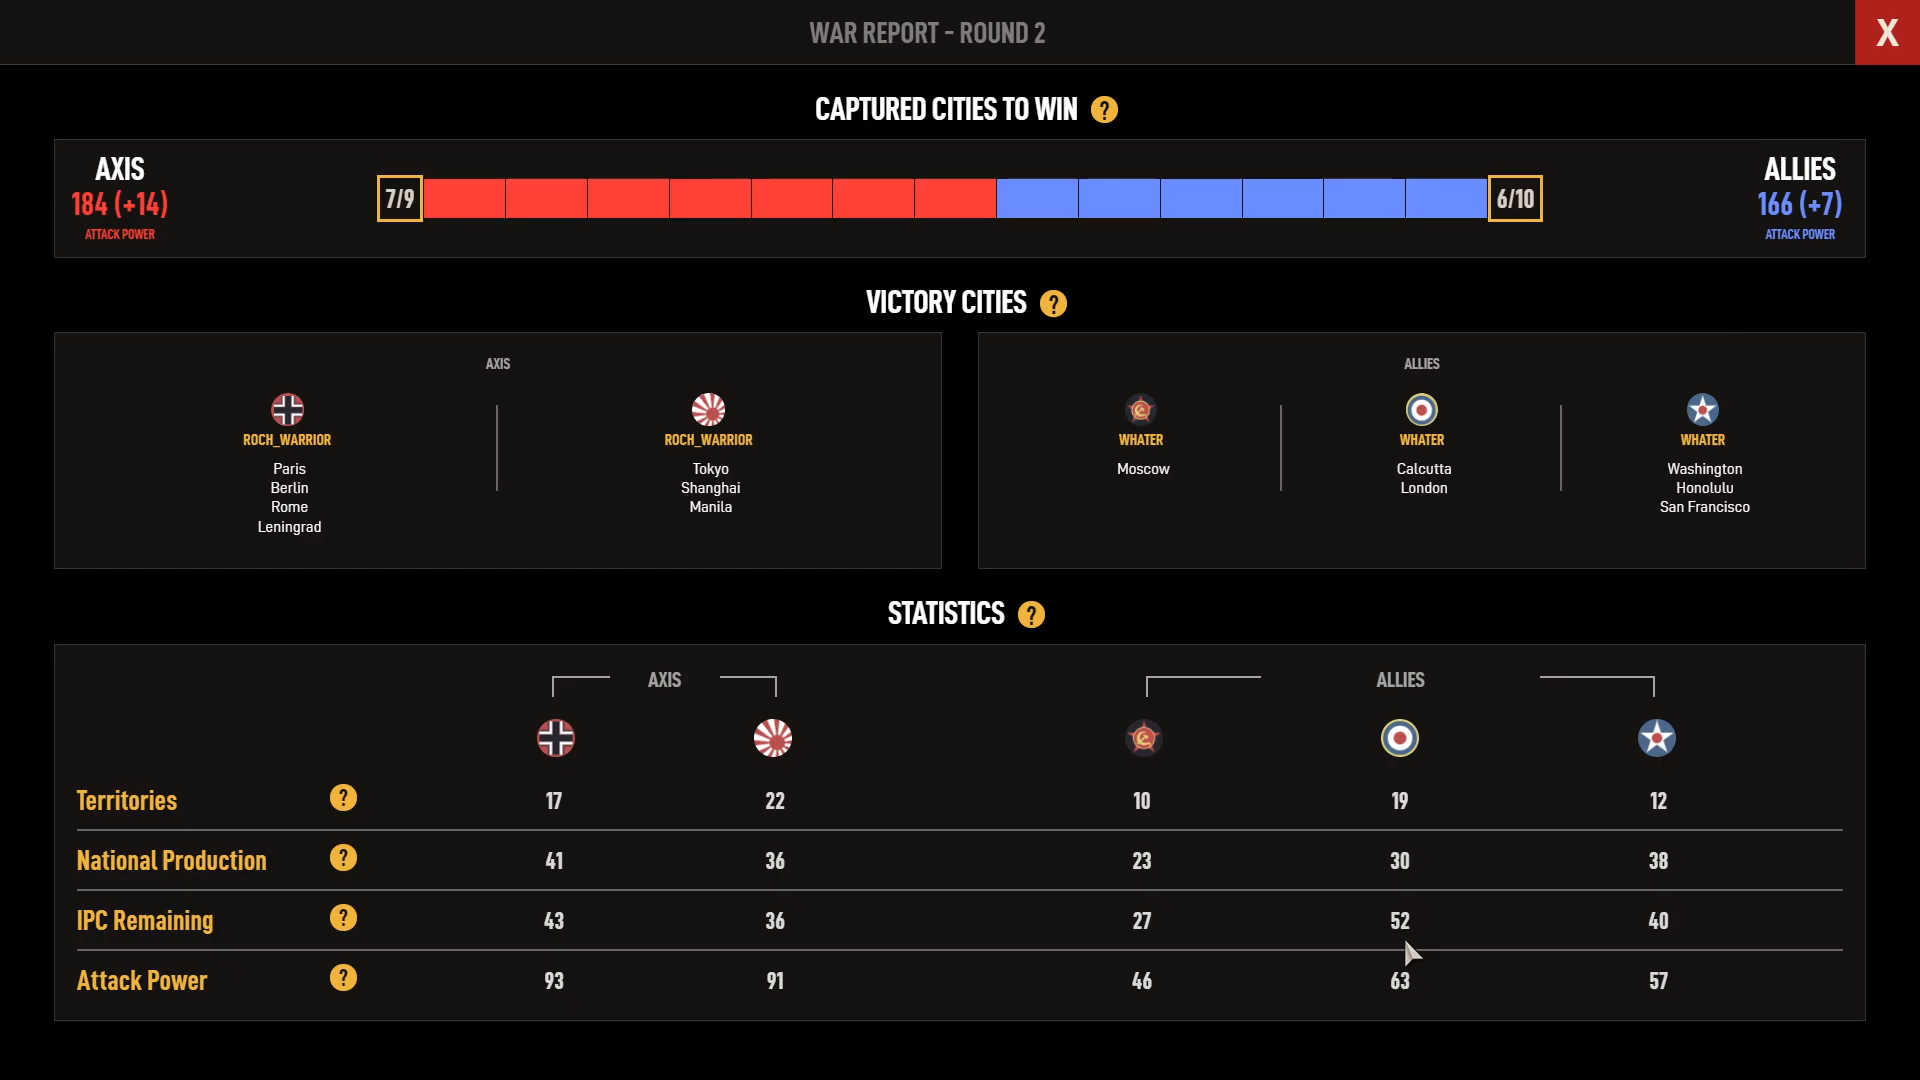 WAR REPORT - ROUND 2
X
CAPTURED CITIES TO WIN ?
AXIS
184 (+14)
ATTACK POWER
7/9
6/10
ALLIES
166 (+7)
ATTACK POWER
VICTORY CITIES ?
AXIS
ROCH_WARRIOR
Paris
Berlin
Rome
Leningrad
ROCH_WARRIOR
Tokyo
Shanghai
Manila
ALLIES
WHATER
Moscow
WHATER
Calcutta
London
WHATER
Washington
Honolulu
San Francisco
STATISTICS ?
AXIS ALLIES
Territories ? 17 22 10 19 12
National Production ? 41 36 23 30 38
IPC Remaining ? 43 36 27 52 40
Attack Power ? 93 91 46 63 57